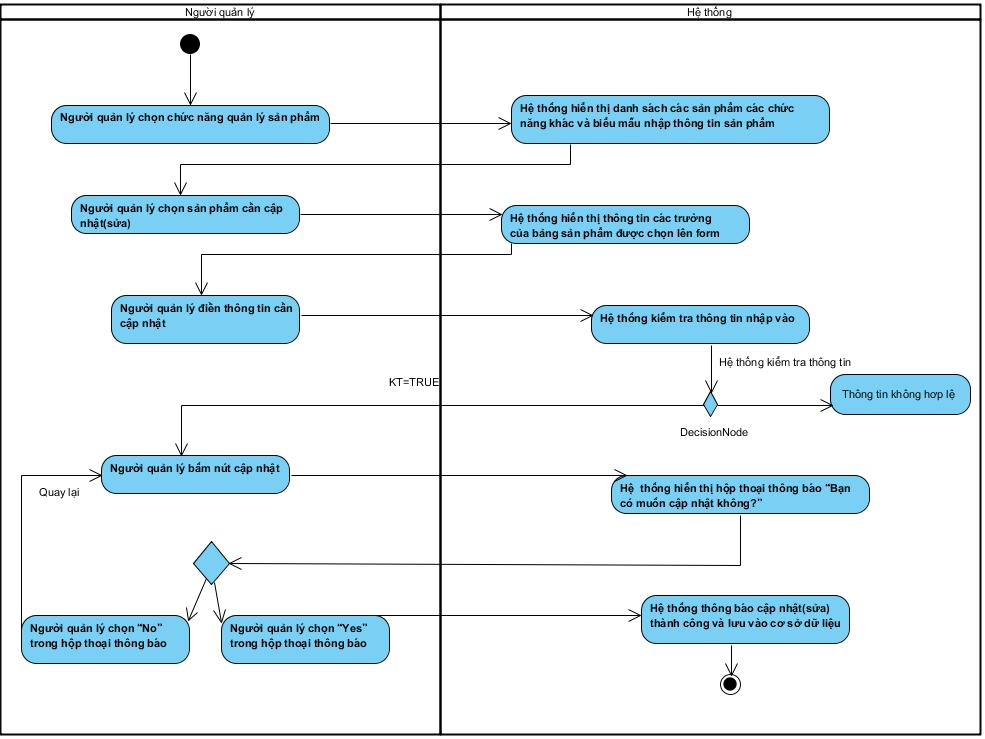 Người quản lý
Hệ thống
Người quản lý chọn chức năng quản lý sản phẩm
Hệ thống hiển thị danh sách các sản phẩm các chức
năng khác và biểu mẫu nhập thông tin sản phẩm
Người quản lý chọn sản phẩm cần cập
nhật(sửa)
Hệ thống hiển thị thông tin các trưởng
của bảng sản phẩm được chọn lên form
Người quản lý điền thông tin cần
cập nhật
Hệ thống kiểm tra thông tin nhập vào
Hệ thống kiểm tra thông tin
KT=TRUE
Thông tin không hơp lệ
DecisionNode
Người quản lý bấm nút cập nhật
Quay lại
Hệ thống hiển thị hộp thoại thông báo “Bạn
có muốn cập nhật không?”
Người quản lý chọn “No”
trong hộp thoại thông báo
Người quản lý chọn “Yes”
trong hộp thoại thông báo
Hệ thống thông báo cập nhật(sửa)
thành công và lưu vào cơ sở dữ liệu